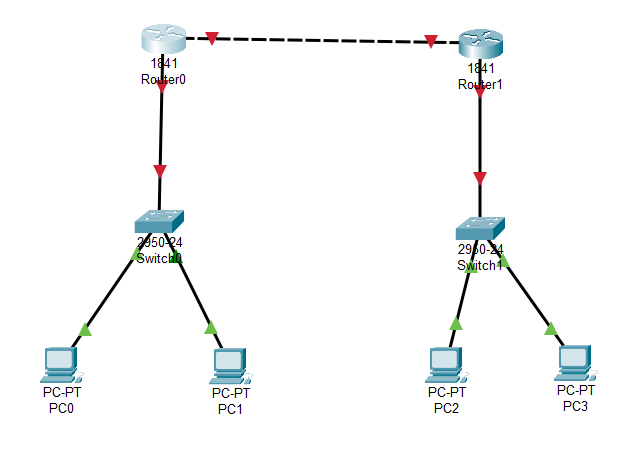 1841
Router0
1841
Router1
2950-24
Switch0
2950-24
Switch1
PC-PT
PC0
PC-PT
PC1
PC-PT
PC2
PC-PT
PC3